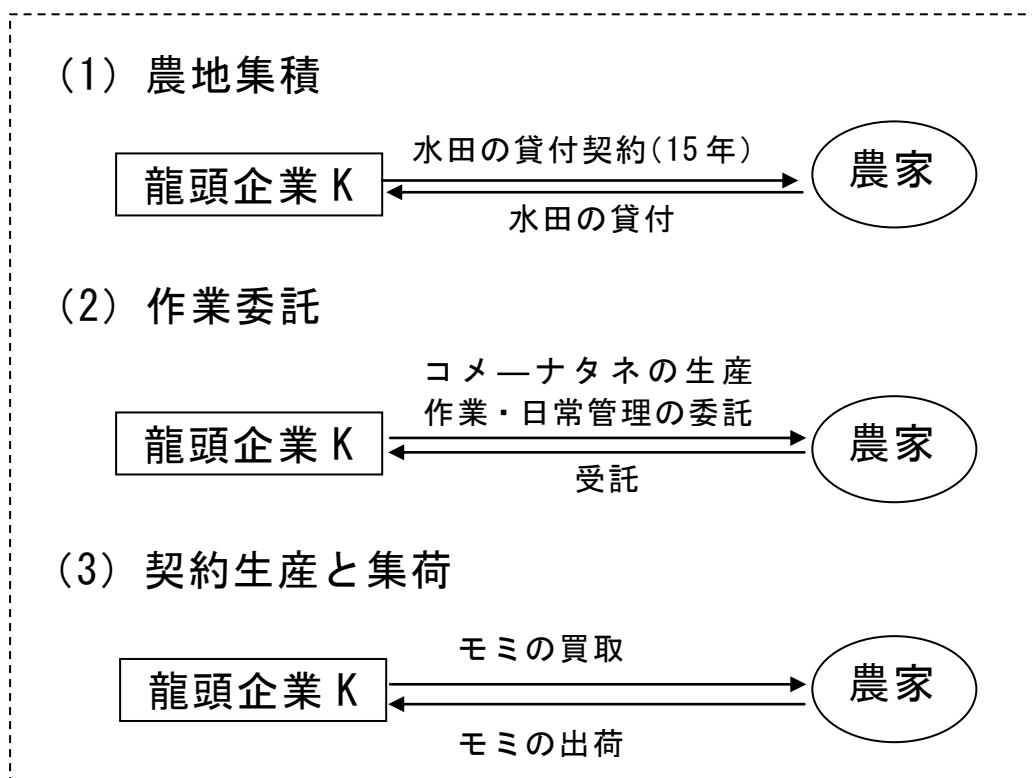 (1) 農地集積
水田の貸付契約(15年)
龍頭企業K
農家
水田の貸付
(2) 作業委託
コメ―ナタネの生産
作業・日常管理の委託
龍頭企業K
農家
受託
(3) 契約生産と集荷
モミの買取
龍頭企業K
農家
モミの出荷